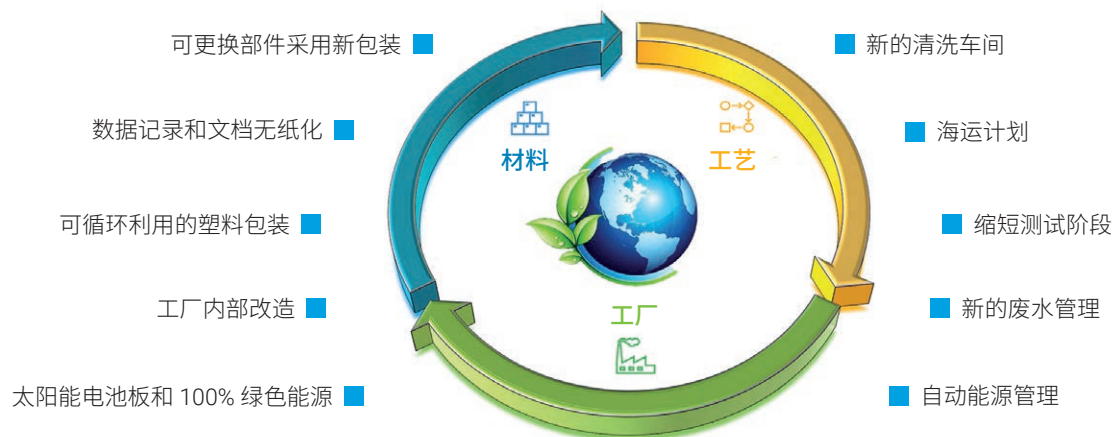 可更换部件采用新包装
新的清洗车间
数据记录和文档无纸化
海运计划
材料
工艺
可循环利用的塑料包装
缩短测试阶段
工厂内部改造
新的废水管理
工厂
太阳能电池板和 100% 绿色能源
自动能源管理